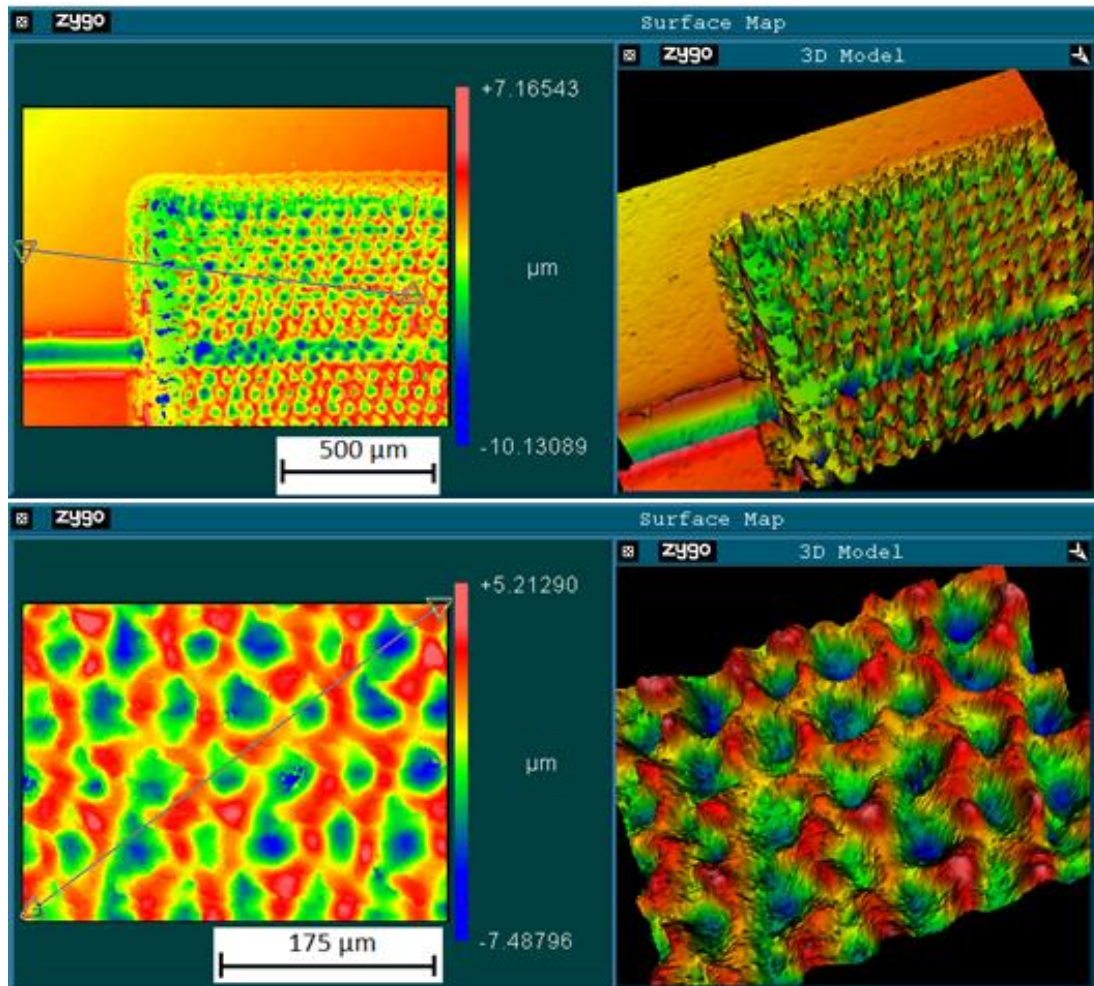 zygo Surface Map
zygo 3D Model
+7.16543
µm
-10.13089
500 µm
zygo Surface Map
zygo 3D Model
+5.21290
µm
-7.48796
175 µm